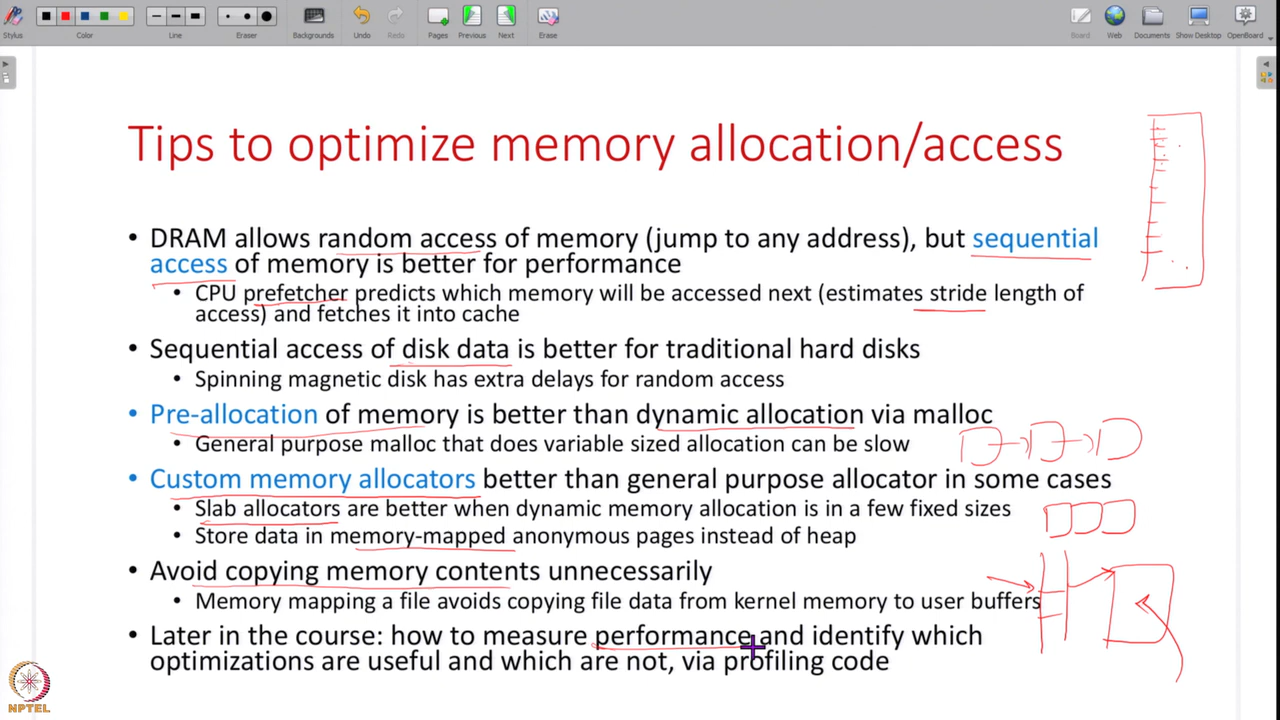 Stylus
Color
Line
Eraser
Backgrounds
Undo
Redo
Pages
Previous
Next
Erase
Board
Web
Documents
Show Desktop
OpenBoard
Tips to optimize memory allocation/access
• DRAM allows random access of memory (jump to any address), but sequential
access of memory is better for performance
• CPU prefetcher predicts which memory will be accessed next (estimates stride length of
access) and fetches it into cache
• Sequential access of disk data is better for traditional hard disks
• Spinning magnetic disk has extra delays for random access
• Pre-allocation of memory is better than dynamic allocation via malloc
• General purpose malloc that does variable sized allocation can be slow
• Custom memory allocators better than general purpose allocator in some cases
• Slab allocators are better when dynamic memory allocation is in a few fixed sizes
• Store data in memory-mapped anonymous pages instead of heap
• Avoid copying memory contents unnecessarily
• Memory mapping a file avoids copying file data from kernel memory to user buffers
• Later in the course: how to measure performance and identify which
optimizations are useful and which are not, via profiling code
NPTEL